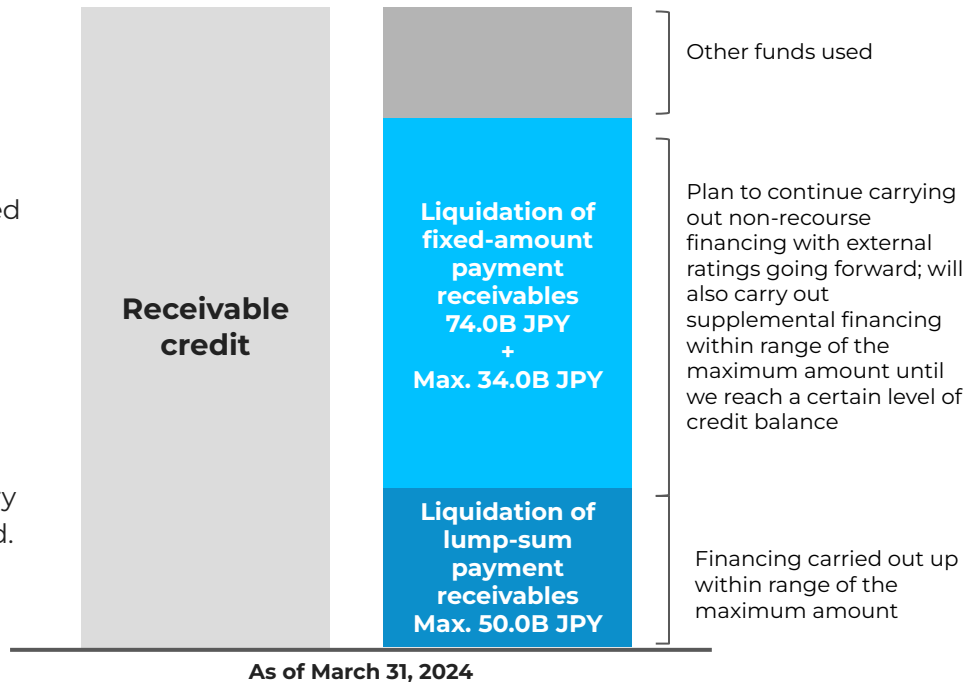 Other funds used
ed
Liquidation of
fixed-amount
payment
receivables
74.0B JPY
+
Max. 34.0B JPY
Plan to continue carrying
out non-recourse
financing with external
ratings going forward; will
also carry out
supplemental financing
within range of the
maximum amount until
we reach a certain level of
credit balance
Receivable
credit
ry
d.
Liquidation of
lump-sum
payment
receivables
Max. 50.0B JPY
Financing carried out up
within range of the
maximum amount
As of March 31, 2024